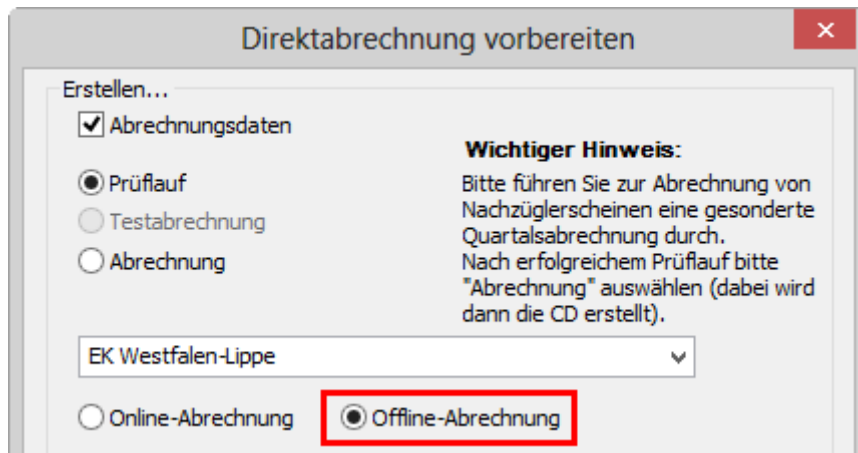 Direktabrechnung vorbereiten
Erstellen...
Abrechnungsdaten
Prüflauf
Testabrechnung
Abrechnung
Wichtiger Hinweis:
Bitte führen Sie zur Abrechnung von
Nachzüglerscheinen eine gesonderte
Quartalsabrechnung durch.
Nach erfolgreichem Prüflauf bitte
"Abrechnung" auswählen (dabei wird
dann die CD erstellt).
EK Westfalen-Lippe
Online-Abrechnung
Offline-Abrechnung